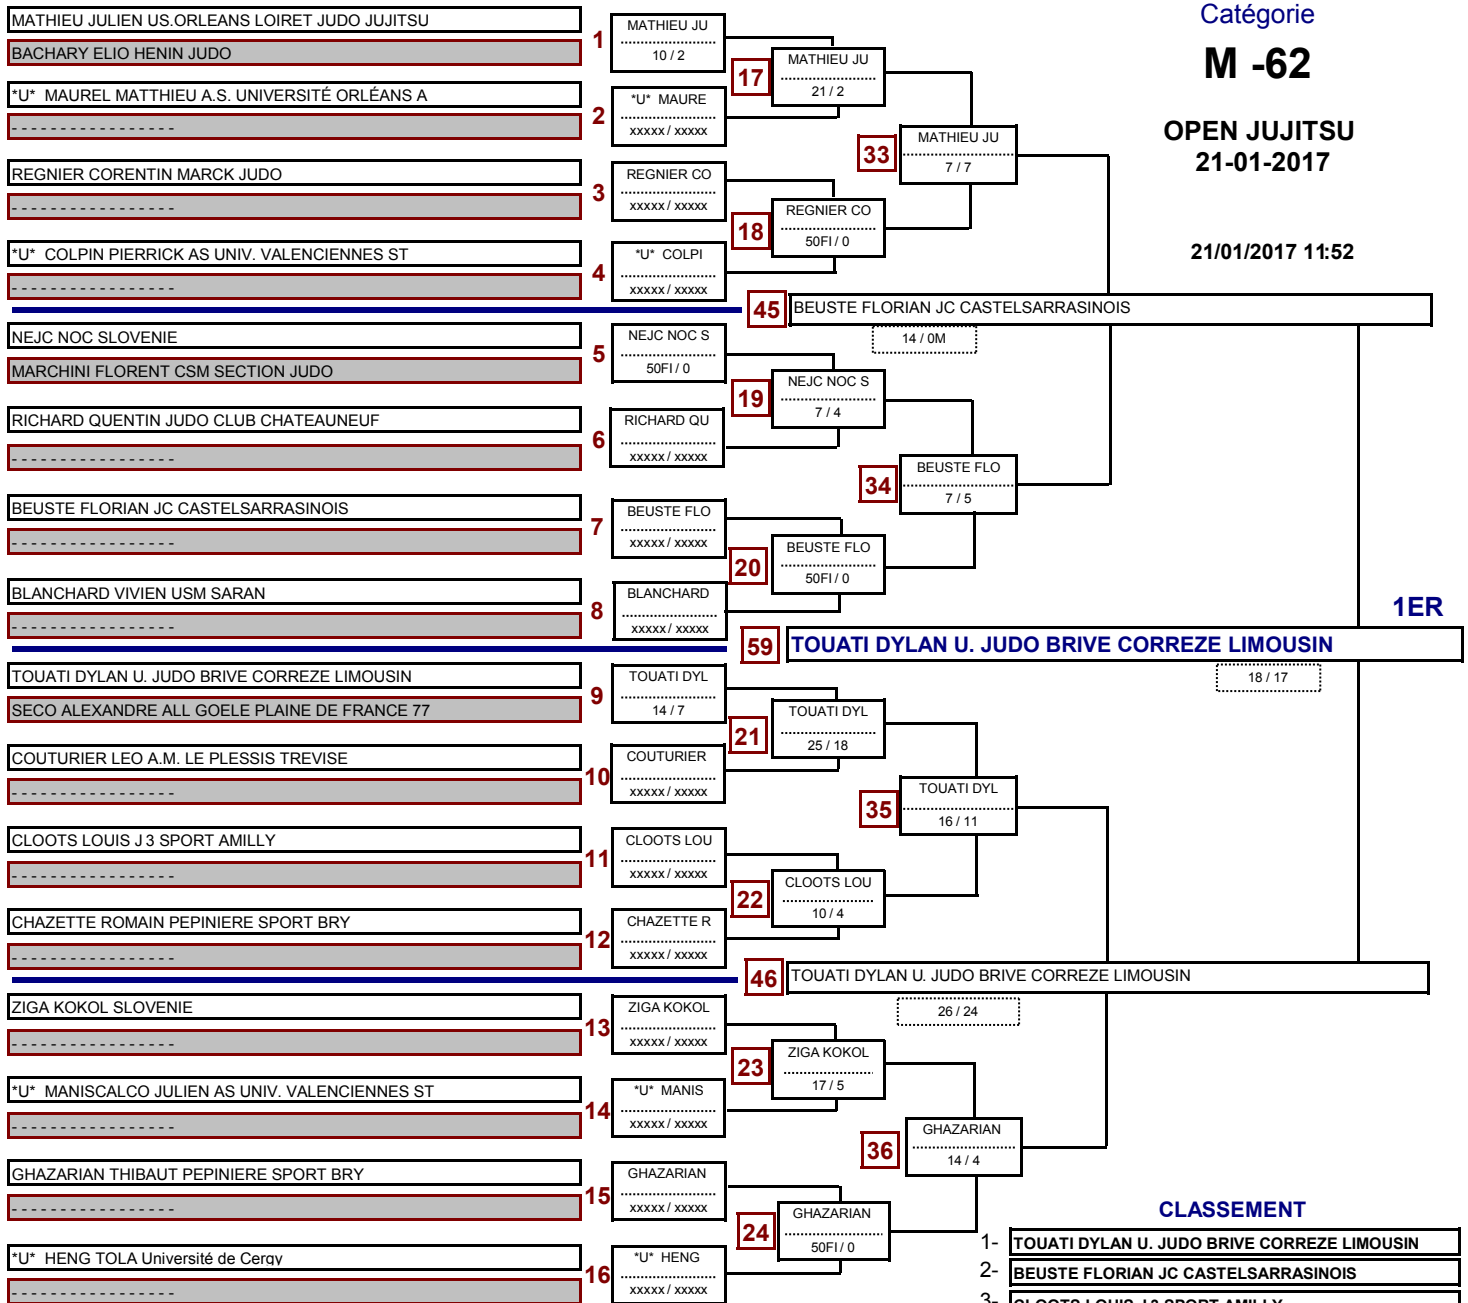 Catégorie
M -62
OPEN JUJITSU
21-01-2017
21/01/2017 11:52
MATHIEU JULIEN US.ORLEANS LOIRET JUDO JUJITSU
BACHARY ELIO HENIN JUDO
1
MATHIEU JU
10 / 2
*U* MAUREL MATTHIEU A.S. UNIVERSITÉ ORLÉANS A
- - - - - - - - - - - - - - - - -
2
*U* MAURE
xxxxx / xxxxx
17
MATHIEU JU
21 / 2
REGNIER CORENTIN MARCK JUDO
- - - - - - - - - - - - - - - - -
3
REGNIER CO
xxxxx / xxxxx
*U* COLPIN PIERRICK AS UNIV. VALENCIENNES ST
- - - - - - - - - - - - - - - - -
4
*U* COLPI
xxxxx / xxxxx
18
REGNIER CO
50FI / 0
33
MATHIEU JU
7 / 7
45
BEUSTE FLORIAN JC CASTELSARRASINOIS
14 / 0M
NEJC NOC SLOVENIE
MARCHINI FLORENT CSM SECTION JUDO
5
NEJC NOC S
50FI / 0
RICHARD QUENTIN JUDO CLUB CHATEAUNEUF
- - - - - - - - - - - - - - - - -
6
RICHARD QU
xxxxx / xxxxx
19
NEJC NOC S
7 / 4
BEUSTE FLORIAN JC CASTELSARRASINOIS
- - - - - - - - - - - - - - - - -
7
BEUSTE FLO
xxxxx / xxxxx
BLANCHARD VIVIEN USM SARAN
- - - - - - - - - - - - - - - - -
8
BLANCHARD
xxxxx / xxxxx
20
BEUSTE FLO
50FI / 0
34
BEUSTE FLO
7 / 5
1ER
59
TOUATI DYLAN U. JUDO BRIVE CORREZE LIMOUSIN
18 / 17
TOUATI DYLAN U. JUDO BRIVE CORREZE LIMOUSIN
SECO ALEXANDRE ALL GOELE PLAINE DE FRANCE 77
9
TOUATI DYL
14 / 7
COUTURIER LEO A.M. LE PLESSIS TREVISE
- - - - - - - - - - - - - - - - -
10
COUTURIER
xxxxx / xxxxx
21
TOUATI DYL
25 / 18
CLOOTS LOUIS J 3 SPORT AMILLY
- - - - - - - - - - - - - - - - -
11
CLOOTS LOU
xxxxx / xxxxx
CHAZETTE ROMAIN PEPINIERE SPORT BRY
- - - - - - - - - - - - - - - - -
12
CHAZETTE R
xxxxx / xxxxx
22
CLOOTS LOU
10 / 4
35
TOUATI DYL
16 / 11
46
TOUATI DYLAN U. JUDO BRIVE CORREZE LIMOUSIN
26 / 24
ZIGA KOKOL SLOVENIE
- - - - - - - - - - - - - - - - -
13
ZIGA KOKOL
xxxxx / xxxxx
*U* MANISCALCO JULIEN AS UNIV. VALENCIENNES ST
- - - - - - - - - - - - - - - - -
14
*U* MANIS
xxxxx / xxxxx
23
ZIGA KOKOL
17 / 5
GHAZARIAN THIBAUT PEPINIERE SPORT BRY
- - - - - - - - - - - - - - - - -
15
GHAZARIAN
xxxxx / xxxxx
*U* HENG TOLA Université de Cergy
- - - - - - - - - - - - - - - - -
16
*U* HENG
xxxxx / xxxxx
24
GHAZARIAN
50FI / 0
36
GHAZARIAN
14 / 4
CLASSEMENT
1- TOUATI DYLAN U. JUDO BRIVE CORREZE LIMOUSIN
2- BEUSTE FLORIAN JC CASTELSARRASINOIS
3- CLOOTS LOUIS J 3 SPORT AMILLY